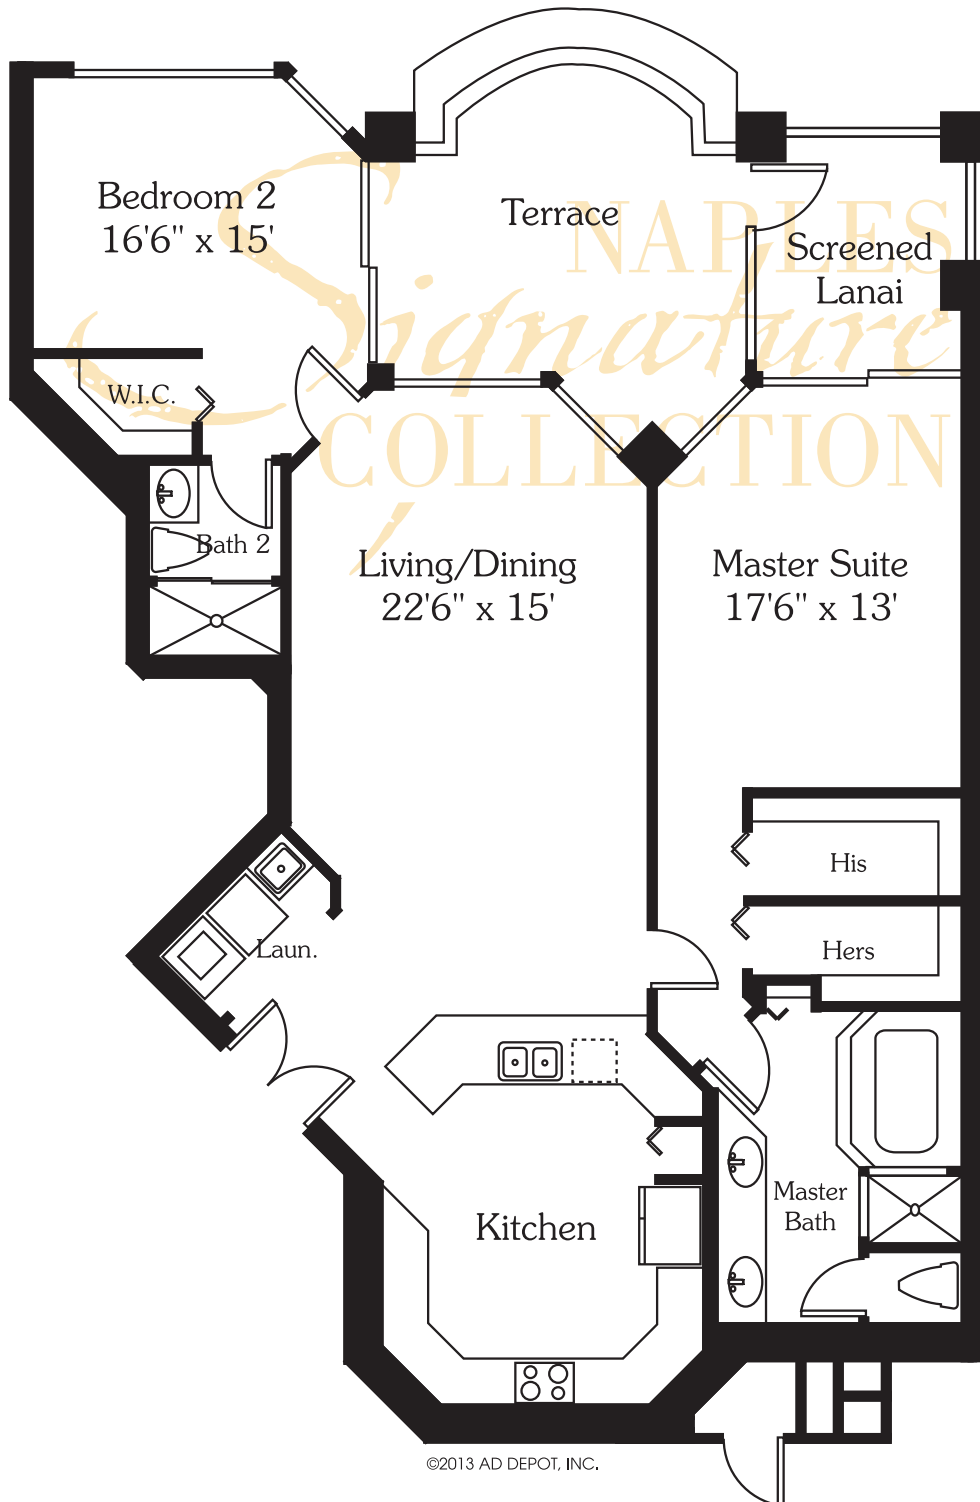 Bedroom 2
16'6" x 15'
Terrace
NAPLES
Signature
COLLECTION
Screened
Lanai
W.I.C.
Bath 2
Living/Dining
22'6" x 15'
Master Suite
17'6" x 13'
His
Hers
Laun.
Master
Bath
Kitchen
©2013 AD DEPOT, INC.